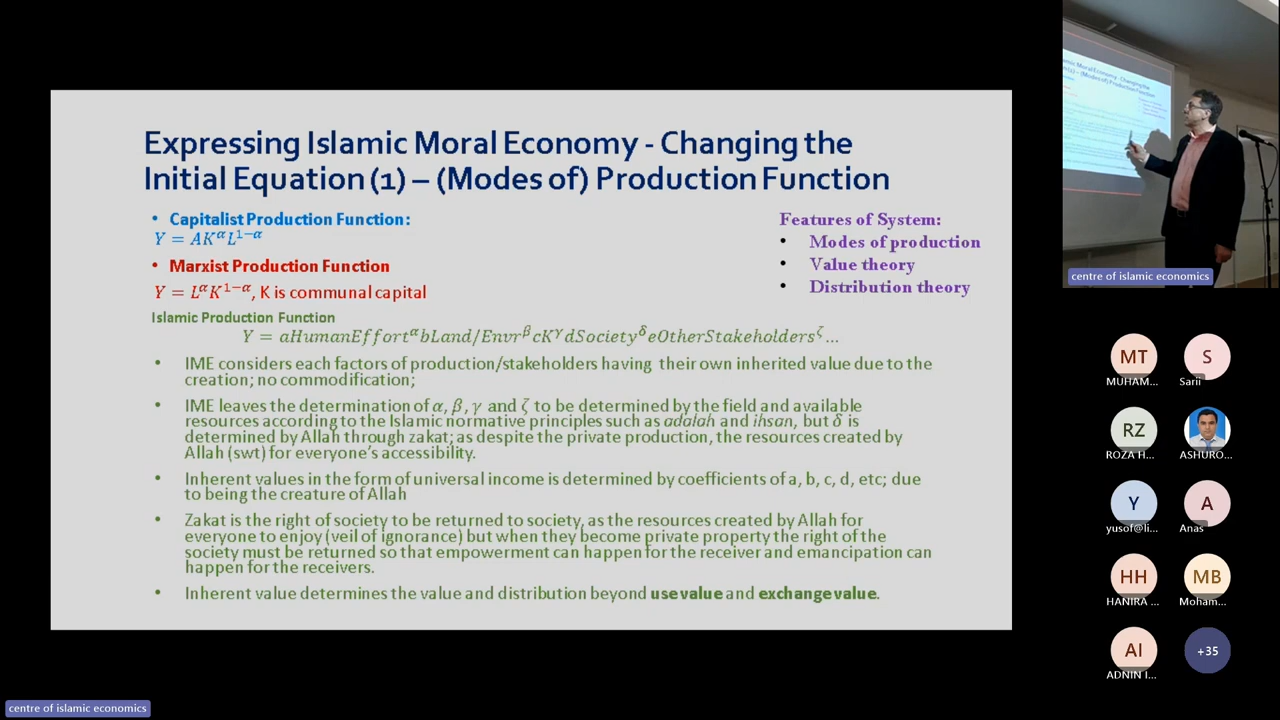 Expressing Islamic Moral Economy - Changing the
Initial Equation (1) – (Modes of) Production Function
• Capitalist Production Function:
Y = AK^αL^{1−α}
• Marxist Production Function
Y = L^αK^{1−α}, K is communal capital
Features of System:
• Modes of production
• Value theory
• Distribution theory
Islamic Production Function
Y = aHumanEffort^αbLand/Envr^βcK^γdSociety^δeOtherStakeholders^ζ…
• IME considers each factors of production/stakeholders having their own inherited value due to the
creation; no commodification;
• IME leaves the determination of α, β, γ and ζ to be determined by the field and available
resources according to the Islamic normative principles such as adalah and ihsan, but δ is
determined by Allah through zakat; as despite the private production, the resources created by
Allah (swt) for everyone's accessibility.
• Inherent values in the form of universal income is determined by coefficients of a, b, c, d, etc; due
to being the creature of Allah
• Zakat is the right of society to be returned to society, as the resources created by Allah for
everyone to enjoy (veil of ignorance) but when they become private property the right of the
society must be returned so that empowerment can happen for the receiver and emancipation can
happen for the receivers.
• Inherent value determines the value and distribution beyond use value and exchange value.
centre of islamic economics
MT
MUHAM...
S
Sarii
RZ
ROZA H...
ASHURO...
Y
yusof@li...
A
Anas
HH
HANIRA ...
MB
Moham...
AI
ADNIN I...
+35
centre of islamic economics